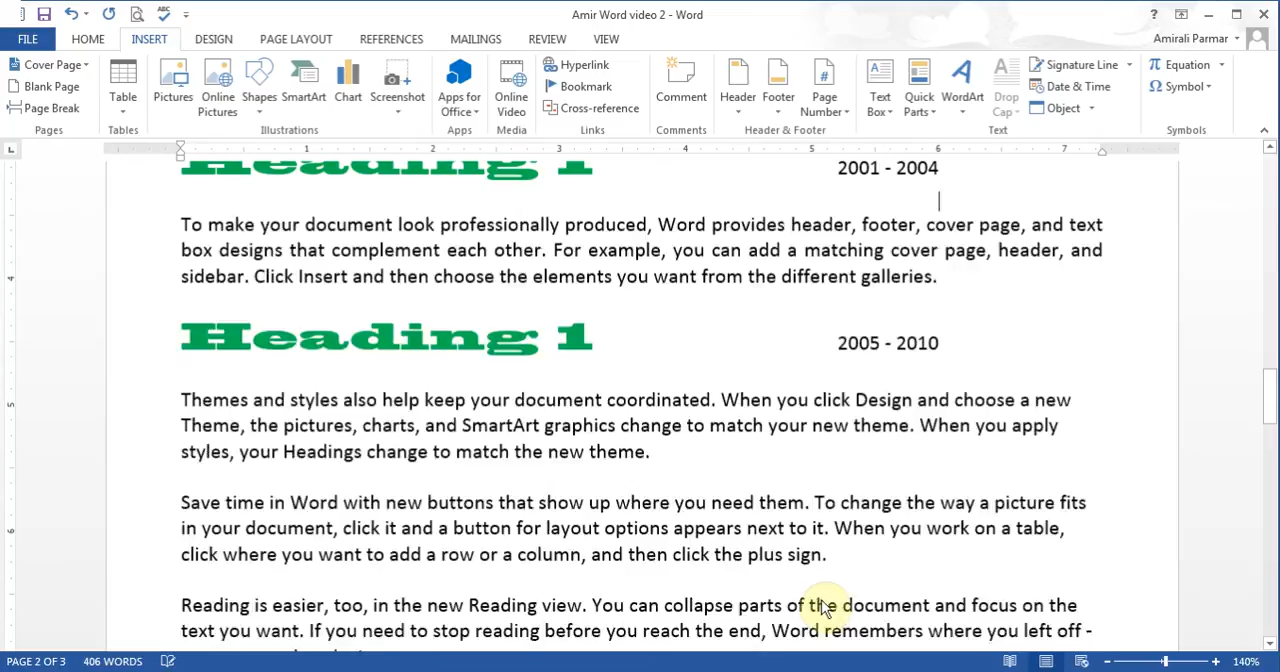 Amir Word video 2 - Word
FILE HOME INSERT DESIGN PAGE LAYOUT REFERENCES MAILINGS REVIEW VIEW Amirali Parmar
Cover Page
Blank Page
Page Break
Pages
Table
Tables
Pictures
Online Pictures
Shapes
SmartArt
Chart
Screenshot
Illustrations
Apps for Office
Apps
Online Video
Media
Hyperlink
Bookmark
Cross-reference
Links
Comment
Comments
Header
Footer
Page Number
Header & Footer
Text Box
Quick Parts
WordArt
Drop Cap
Signature Line
Date & Time
Object
Text
Equation
Symbol
Symbols
1 2 3 4 5 6 7
Heading 1 2001 - 2004
To make your document look professionally produced, Word provides header, footer, cover page, and text
box designs that complement each other. For example, you can add a matching cover page, header, and
sidebar. Click Insert and then choose the elements you want from the different galleries.
Heading 1 2005 - 2010
Themes and styles also help keep your document coordinated. When you click Design and choose a new
Theme, the pictures, charts, and SmartArt graphics change to match your new theme. When you apply
styles, your Headings change to match the new theme.
Save time in Word with new buttons that show up where you need them. To change the way a picture fits
in your document, click it and a button for layout options appears next to it. When you work on a table,
click where you want to add a row or a column, and then click the plus sign.
Reading is easier, too, in the new Reading view. You can collapse parts of the document and focus on the
text you want. If you need to stop reading before you reach the end, Word remembers where you left off -
4
5
6
PAGE 2 OF 3 406 WORDS 140%